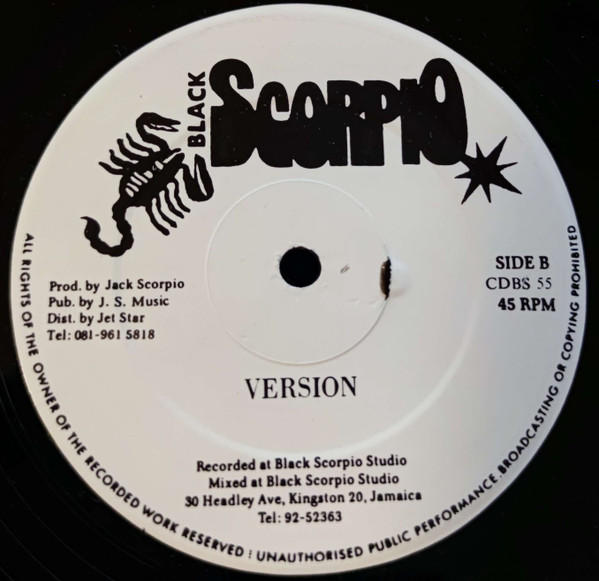 BLACK
SCORPIO
SIDE B
CDBS 55
45 RPM
Prod. by Jack Scorpio
Pub. by J. S. Music
Dist. by Jet Star
Tel: 081-961 5818
VERSION
Recorded at Black Scorpio Studio
Mixed at Black Scorpio Studio
30 Headley Ave, Kingston 20, Jamaica
Tel: 92-52363
ALL RIGHTS OF THE OWNER OF THE RECORDED WORK RESERVED : UNAUTHORISED PUBLIC PERFORMANCE. BROADCASTING OR COPYING PROHIBITED